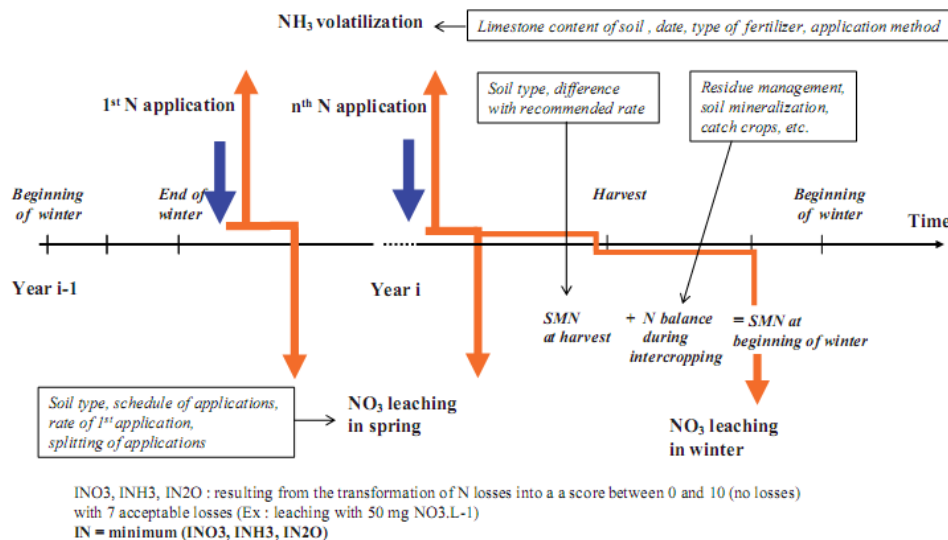 NH3 volatilization
Limestone content of soil , date, type of fertilizer, application method
1st N application
nth N application
Soil type, difference
with recommended rate
Residue management,
soil mineralization,
catch crops, etc.
Beginning
of winter
End of
winter
Harvest
Beginning
of winter
Time
Year i-1
Year i
SMN
at harvest
+ N balance
during
intercropping
= SMN at
beginning of winter
Soil type, schedule of applications,
rate of 1st application,
splitting of applications
NO3 leaching
in spring
NO3 leaching
in winter
INO3, INH3, IN2O : resulting from the transformation of N losses into a a score between 0 and 10 (no losses)
with 7 acceptable losses (Ex : leaching with 50 mg NO3.L-1)
IN = minimum (INO3, INH3, IN2O)